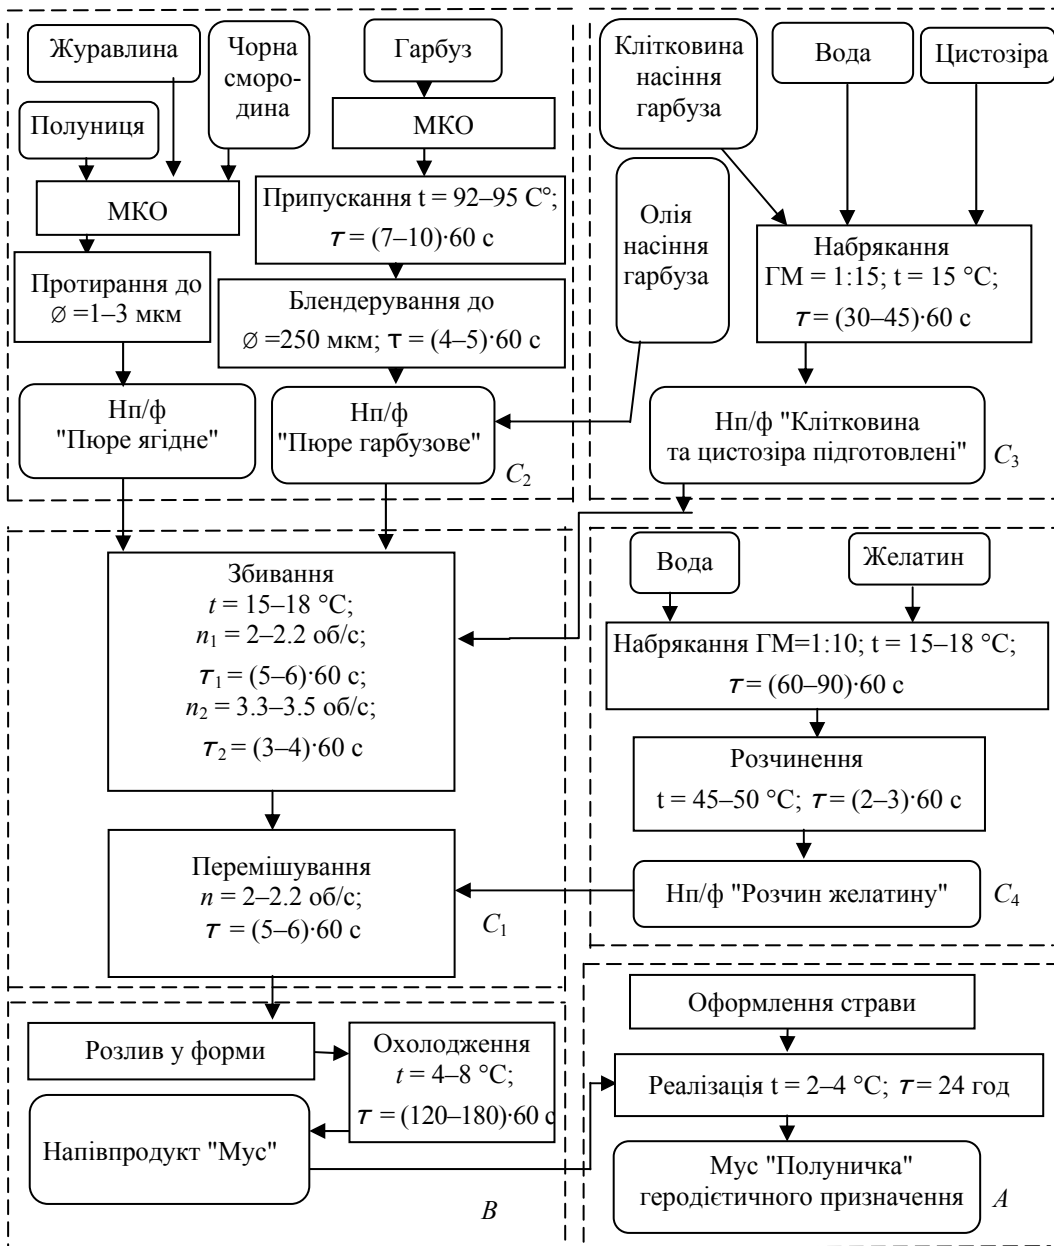 Журавлина
Чорна
сморо-
дина
Гарбуз
Полуниця
МКО
МКО
Припускання t = 92–95 С°;
τ = (7–10)·60 с
Протирання до
∅ =1–3 мкм
Блендерування до
∅ =250 мкм; τ = (4–5)·60 с
Нп/ф
"Пюре ягідне"
Нп/ф
"Пюре гарбузове"
C2
Клітковина
насіння
гарбуза
Вода
Цистозіра
Олія
насіння
гарбуза
Набрякання
ГМ = 1:15; t = 15 °С;
τ = (30–45)·60 с
Нп/ф "Клітковина
та цистозіра підготовлені"
C3
Збивання
t = 15–18 °С;
n1 = 2–2.2 об/с;
τ1 = (5–6)·60 с;
n2 = 3.3–3.5 об/с;
τ2 = (3–4)·60 с
Перемішування
n = 2–2.2 об/с;
τ = (5–6)·60 с
C1
Вода
Желатин
Набрякання ГМ=1:10; t = 15–18 °С;
τ = (60–90)·60 с
Розчинення
t = 45–50 °С; τ = (2–3)·60 с
Нп/ф "Розчин желатину"
C4
Розлив у форми
Охолодження
t = 4–8 °С;
τ = (120–180)·60 с
Напівпродукт "Мус"
B
Оформлення страви
Реалізація t = 2–4 °С; τ = 24 год
Мус "Полуничка"
геродієтичного призначення
A